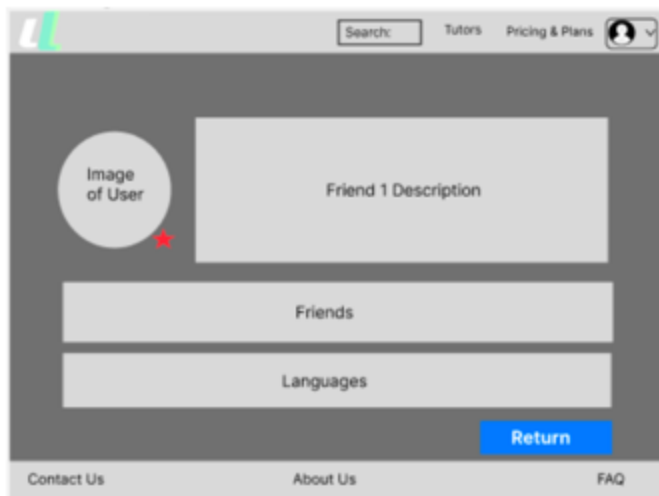 Search:
Tutors
Pricing & Plans
Image
of User
Friend 1 Description
Friends
Languages
Return
Contact Us
About Us
FAQ